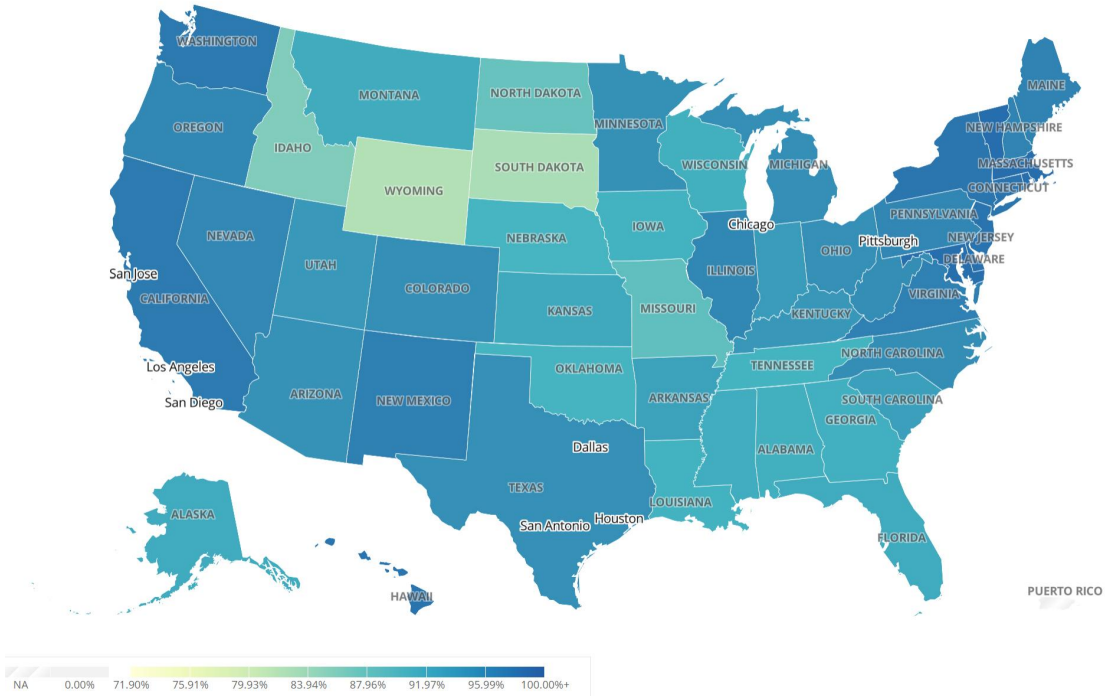 WASHINGTON
MAINE
MONTANA
NORTH DAKOTA
OREGON
MINNESOTA
NEW HAMPSHIRE
IDAHO
SOUTH DAKOTA
WISCONSIN
MICHIGAN
MASSACHUSETTS
WYOMING
CONNECTICUT
PENNSYLVANIA
Chicago
IOWA
NEVADA
NEBRASKA
Pittsburgh
NEW JERSEY
OHIO
UTAH
DELAWARE
San Jose
ILLINOIS
COLORADO
CALIFORNIA
VIRGINIA
KANSAS
MISSOURI
KENTUCKY
NORTH CAROLINA
Los Angeles
OKLAHOMA
TENNESSEE
ARIZONA
San Diego
NEW MEXICO
ARKANSAS
SOUTH CAROLINA
GEORGIA
Dallas
ALABAMA
TEXAS
LOUISIANA
ALASKA
San Antonio
Houston
FLORIDA
HAWAII
PUERTO RICO
NA 0.00% 71.90% 75.91% 79.93% 83.94% 87.96% 91.97% 95.99% 100.00%+